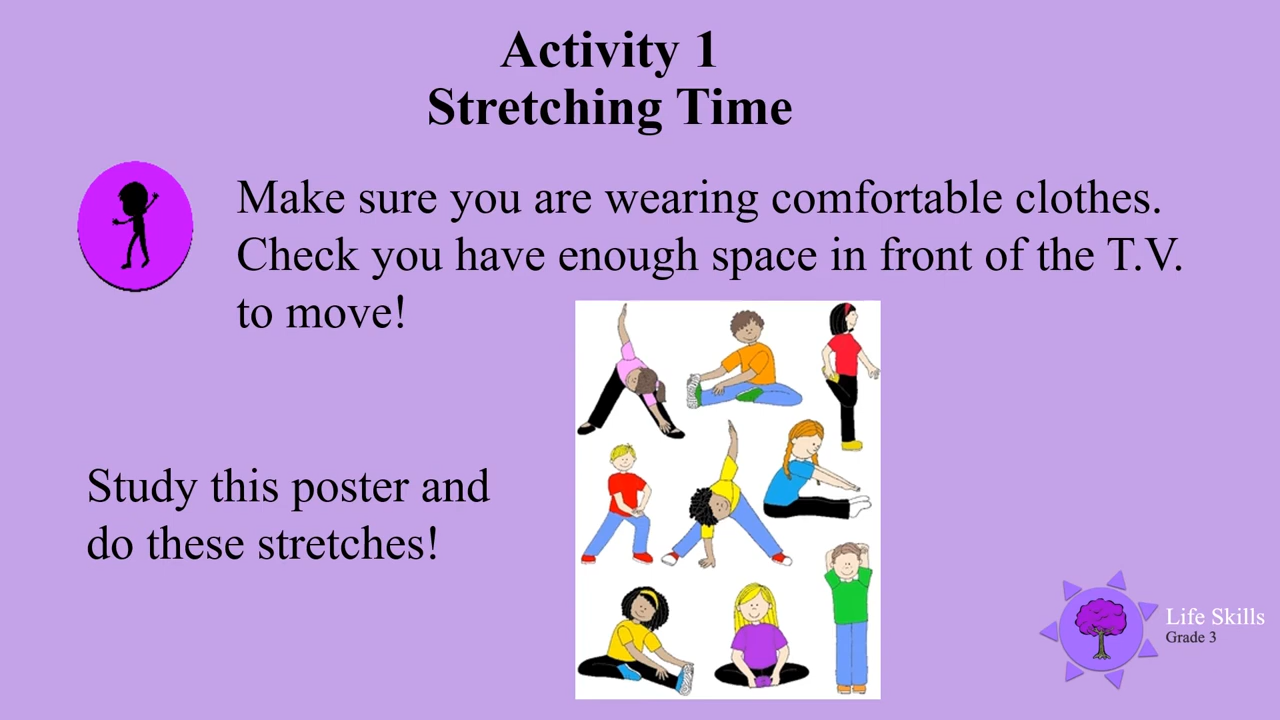 Activity 1
Stretching Time
Make sure you are wearing comfortable clothes.
Check you have enough space in front of the T.V.
to move!
Study this poster and
do these stretches!
Life Skills
Grade 3